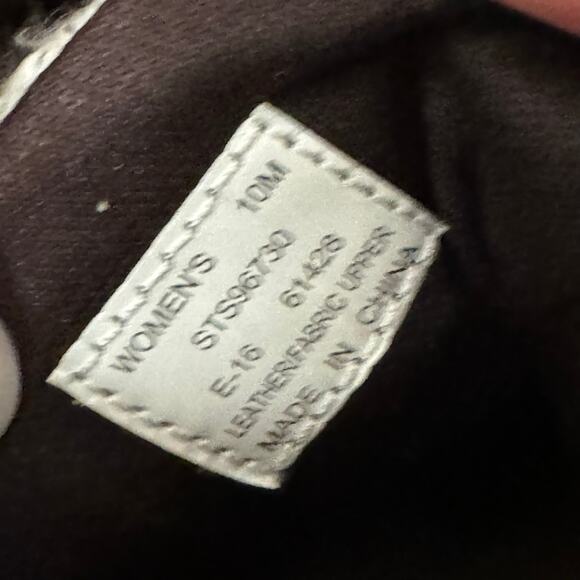 WOMEN'S 10M
STS96730
E-16 61426
LEATHER/FABRIC UPPER
MADE IN CHINA